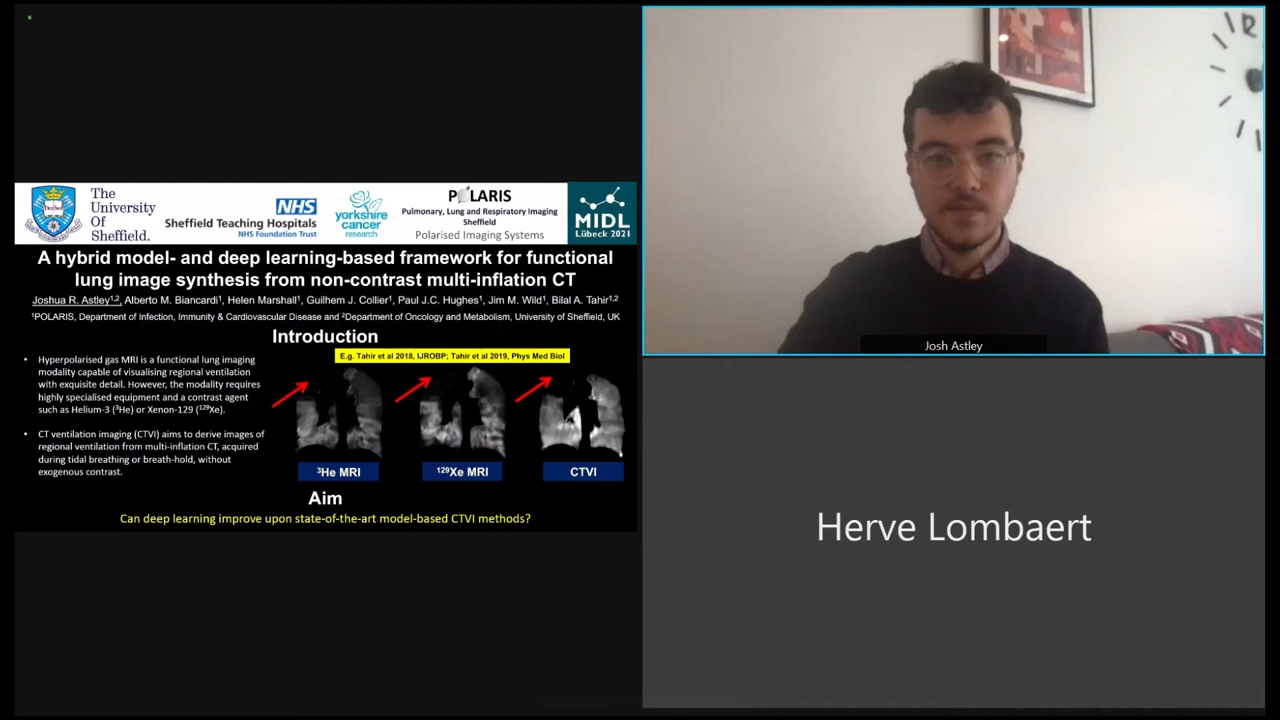 The
University
Of
Sheffield.
NHS
Sheffield Teaching Hospitals
NHS Foundation Trust
yorkshire
cancer
research
POLARIS
Pulmonary, Lung and Respiratory Imaging
Sheffield
Polarised Imaging Systems
MIDL
Lübeck 2021
A hybrid model- and deep learning-based framework for functional
lung image synthesis from non-contrast multi-inflation CT
Joshua R. Astley¹,², Alberto M. Biancardi¹, Helen Marshall¹, Guilhem J. Collier¹, Paul J.C. Hughes¹, Jim M. Wild¹, Bilal A. Tahir¹,²
¹POLARIS, Department of Infection, Immunity & Cardiovascular Disease and ²Department of Oncology and Metabolism, University of Sheffield, UK
Introduction
• Hyperpolarised gas MRI is a functional lung imaging
modality capable of visualising regional ventilation
with exquisite detail. However, the modality requires
highly specialised equipment and a contrast agent
such as Helium-3 (³He) or Xenon-129 (¹²⁹Xe).
• CT ventilation imaging (CTVI) aims to derive images of
regional ventilation from multi-inflation CT, acquired
during tidal breathing or breath-hold, without
exogenous contrast.
E.g. Tahir et al 2018, IJROBP; Tahir et al 2019, Phys Med Biol
³He MRI
¹²⁹Xe MRI
CTVI
Aim
Can deep learning improve upon state-of-the-art model-based CTVI methods?
Josh Astley
Herve Lombaert